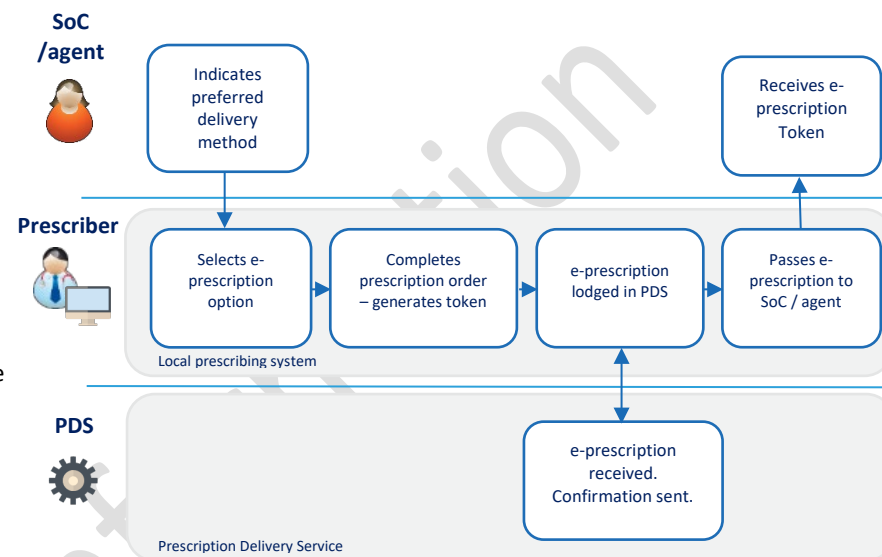 SoC
/agent
Indicates
preferred
delivery
method
Receives e-
prescription
Token
Prescriber
Selects e-
prescription
option
Completes
prescription order
– generates token
e-prescription
lodged in PDS
Passes e-
prescription to
SoC / agent
Local prescribing system
e
PDS
e-prescription
received.
Confirmation sent.
Prescription Delivery Service